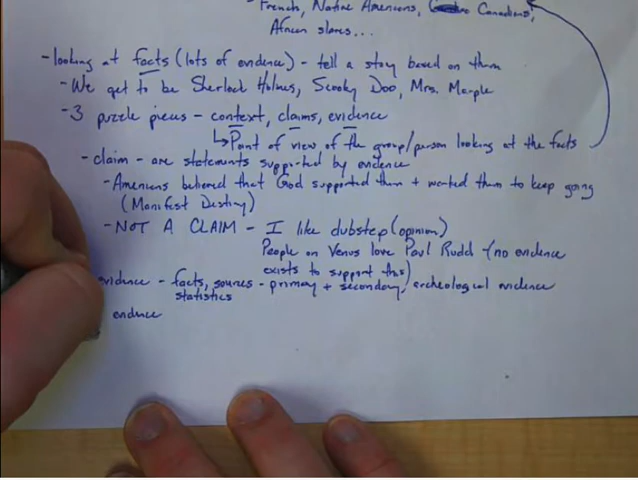 French, Native Americans, Canadians,
African slaves...
- looking at facts (lots of evidence) - tell a story based on them
- We get to be Sherlock Holmes, Scooby Doo, Mrs. Marple
- 3 puzzle pieces - context, claims, evidence
↳ Point of view of the group/person looking at the facts
- claim - are statements supported by evidence
- Americans believed that God supported them + wanted them to keep going
(Manifest Destiny)
- NOT A CLAIM - I like dubstep (opinion)
People on Venus love Paul Rudd - (no evidence
exists to support this)
evidence - facts, sources - primary + secondary, archeological evidence
statistics
evidence